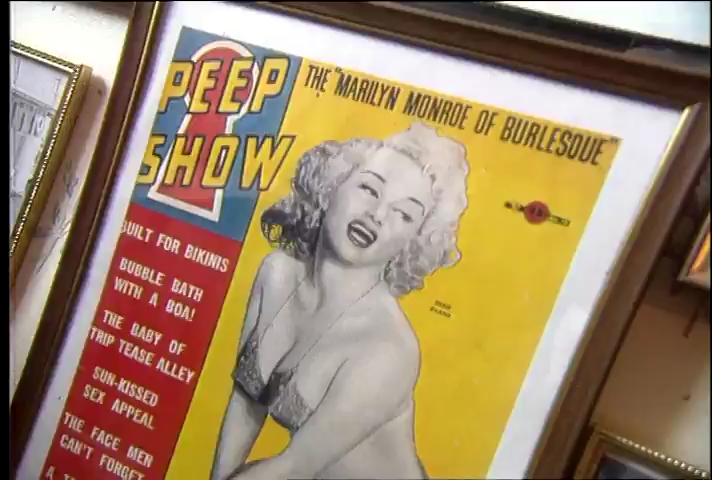 PEEP
SHOW
THE "MARILYN MONROE OF BURLESQUE"
BUILT FOR BIKINIS
BUBBLE BATH
WITH A BOA!
THE BABY OF
TRIP TEASE ALLEY
SUN-KISSED
SEX APPEAL
THE FACE MEN
CAN'T FORGET